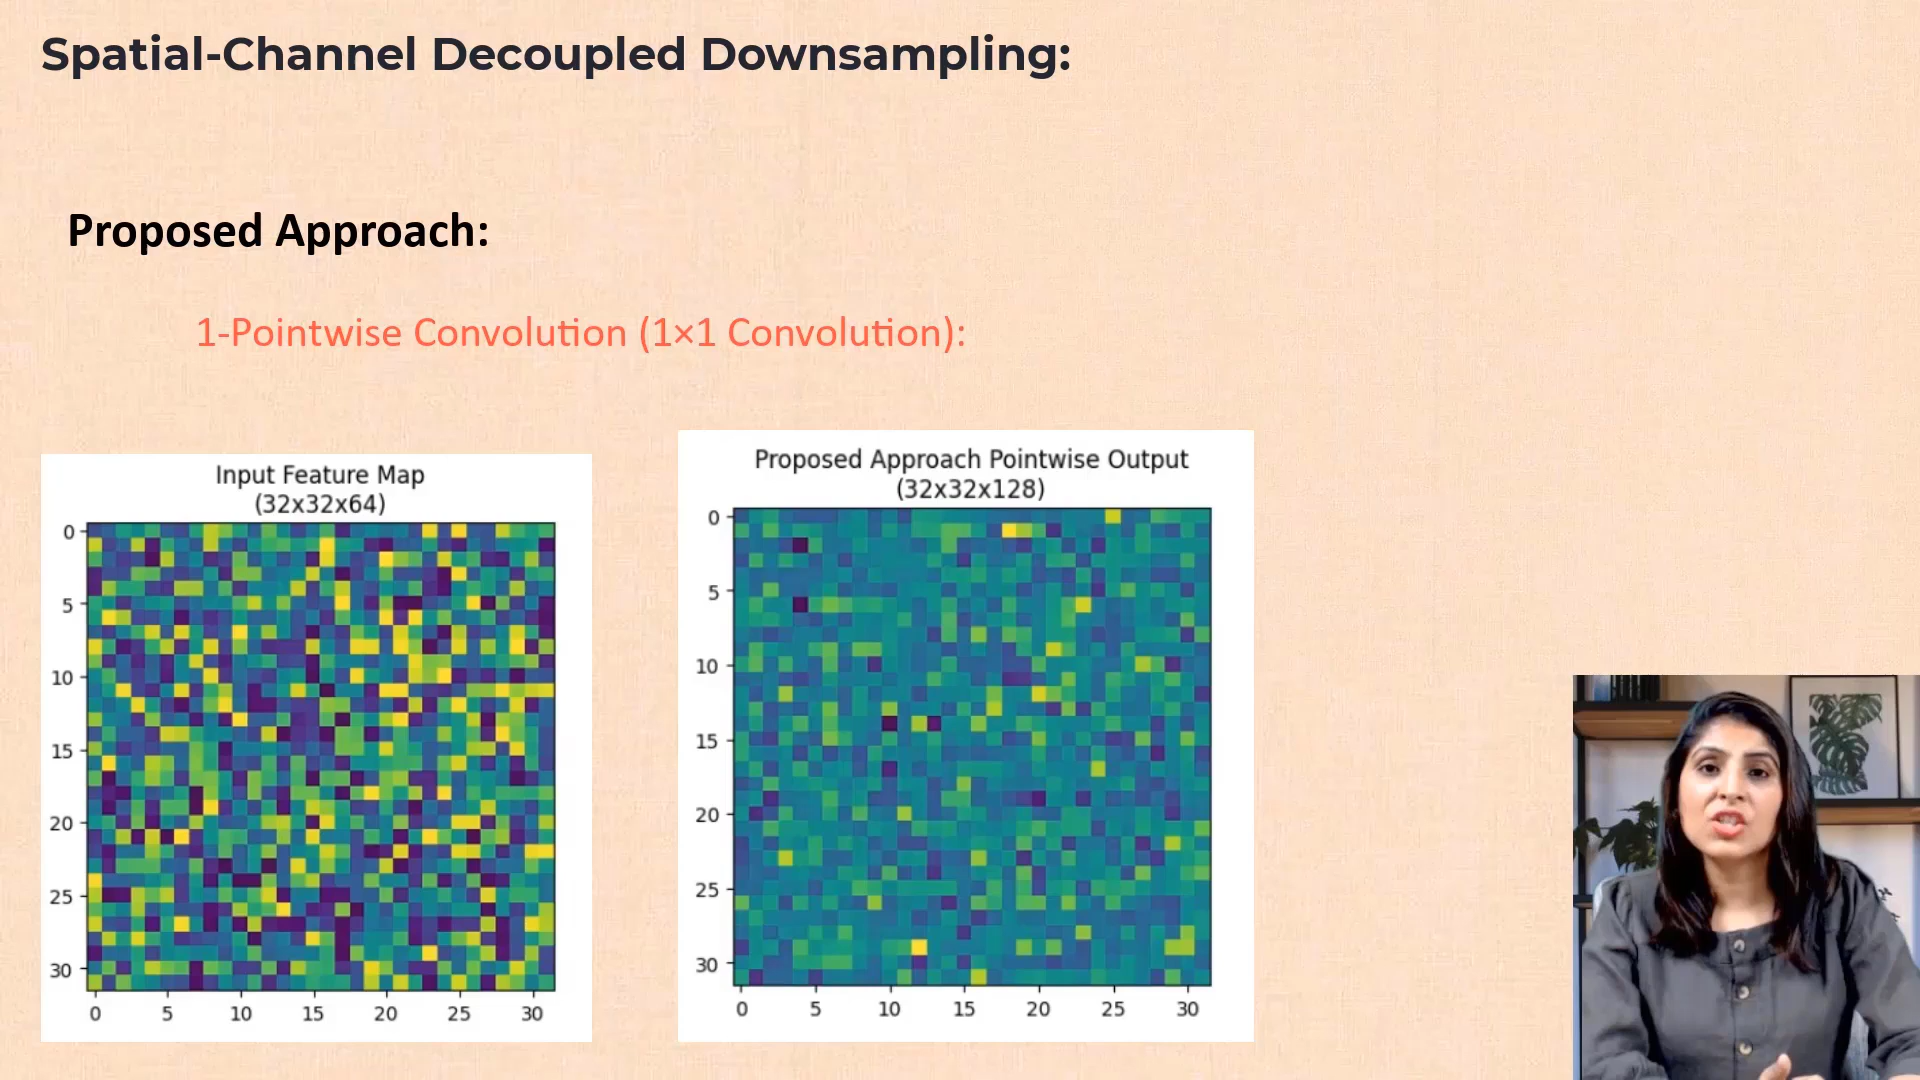 Spatial-Channel Decoupled Downsampling:
Proposed Approach:
1-Pointwise Convolution (1×1 Convolution):
Input Feature Map
(32x32x64)
0
5
10
15
20
25
30
0 5 10 15 20 25 30
Proposed Approach Pointwise Output
(32x32x128)
0
5
10
15
20
25
30
0 5 10 15 20 25 30